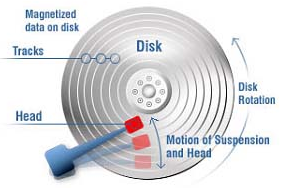 Magnetized
data on disk
Tracks
Disk
Disk
Rotation
Head
Motion of Suspension
and Head